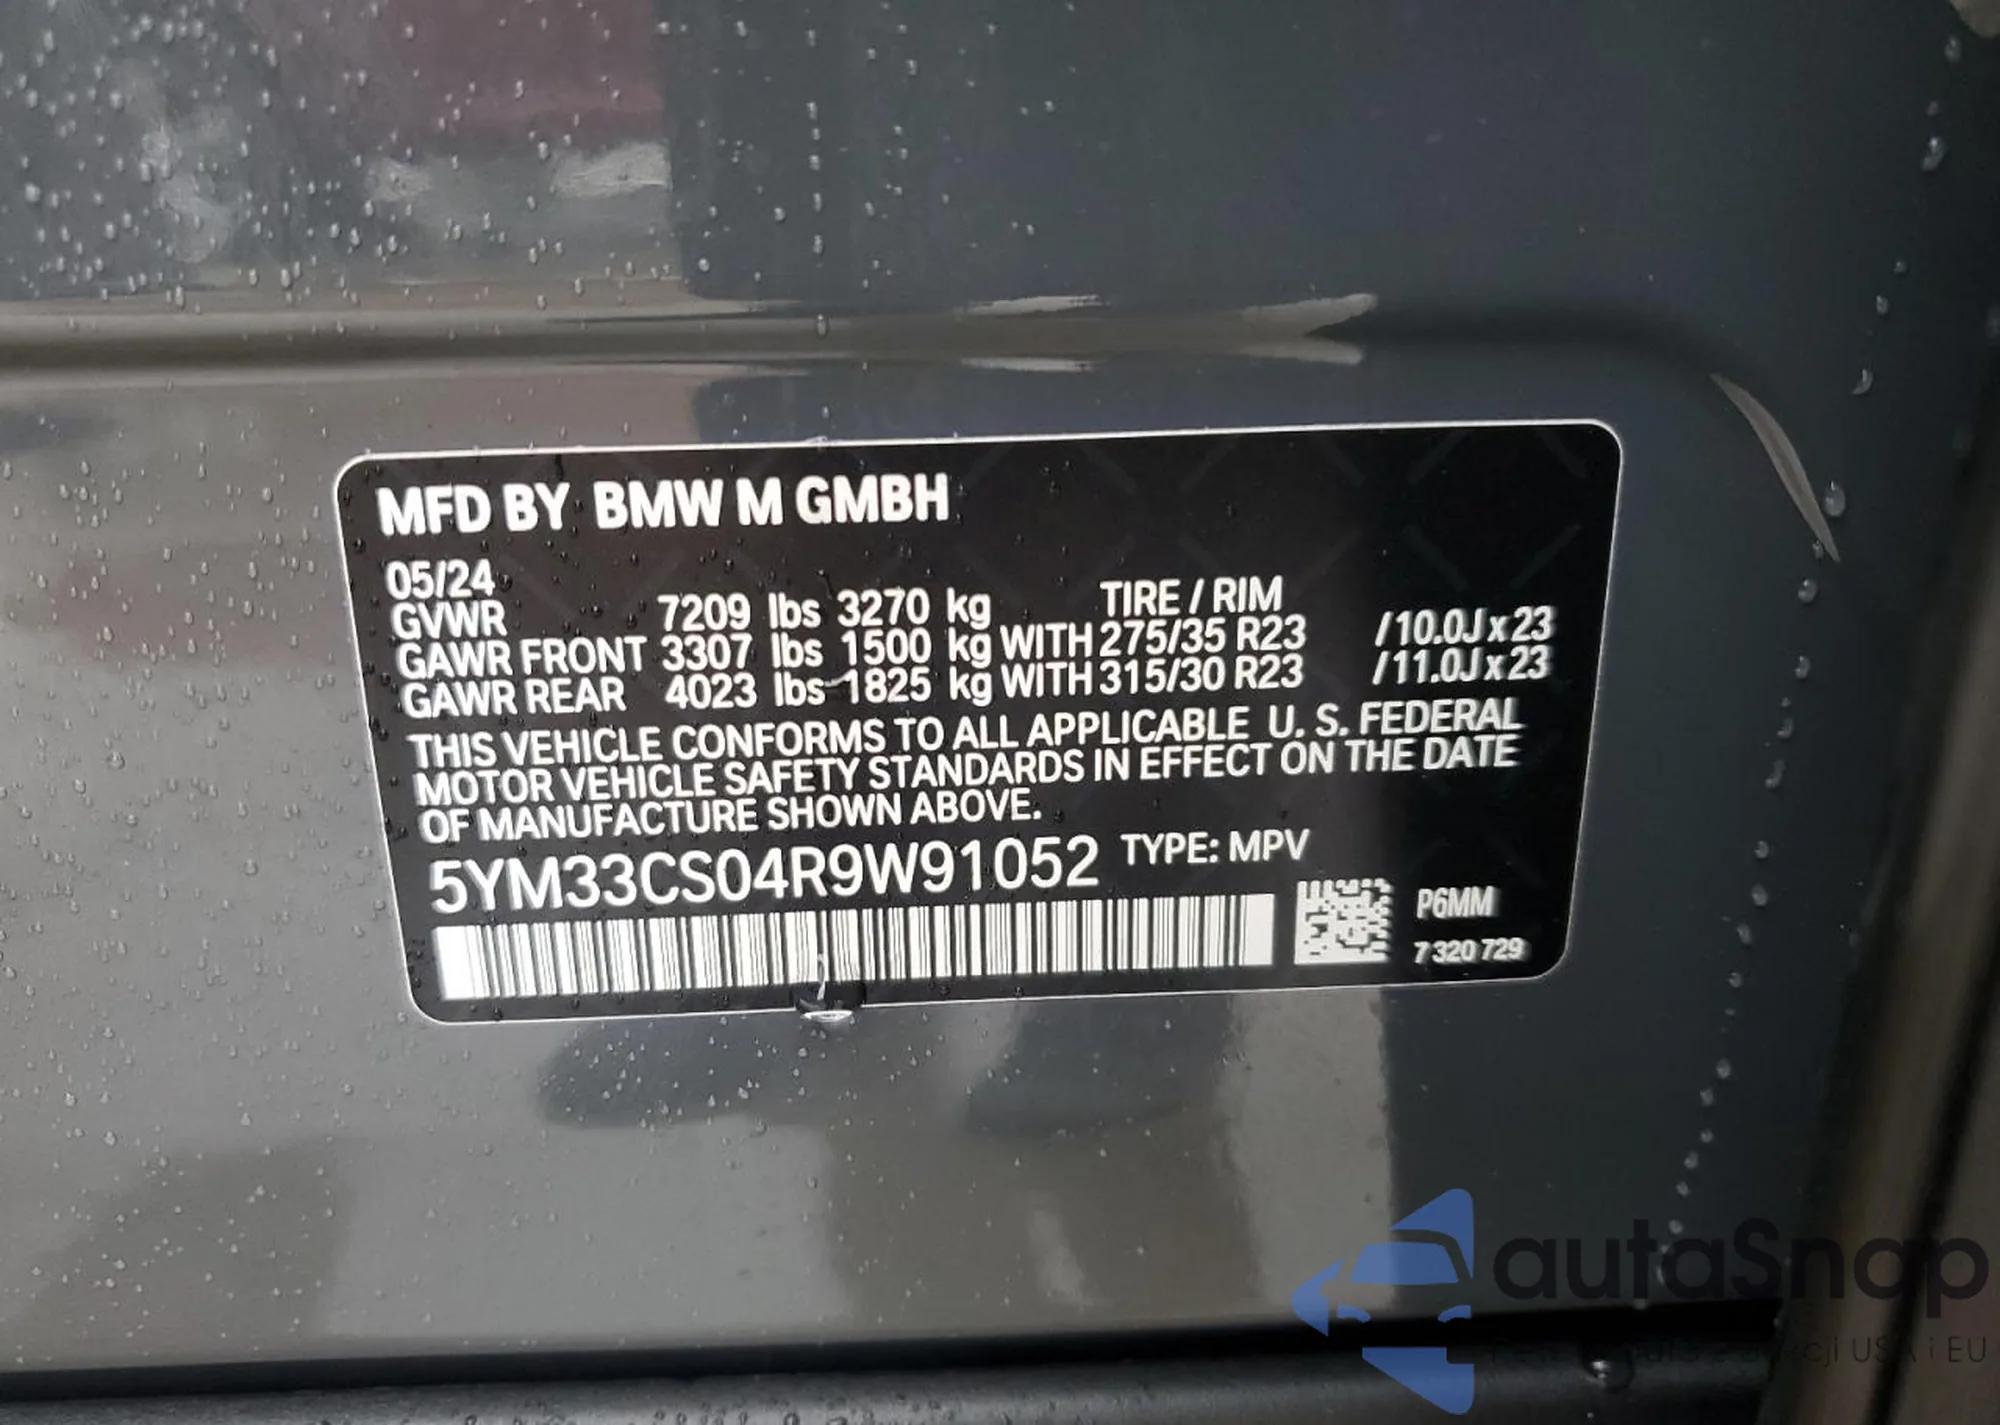 MFD BY BMW M GMBH
05/24
GVWR 7209 lbs 3270 kg TIRE / RIM
GAWR FRONT 3307 lbs 1500 kg WITH 275/35 R23 /10.0J x 23
GAWR REAR 4023 lbs 1825 kg WITH 315/30 R23 /11.0J x 23
THIS VEHICLE CONFORMS TO ALL APPLICABLE U. S. FEDERAL
MOTOR VEHICLE SAFETY STANDARDS IN EFFECT ON THE DATE
OF MANUFACTURE SHOWN ABOVE.
5YM33CS04R9W91052 TYPE: MPV
P6MM
7 320 729
autaSnap
USA i EU